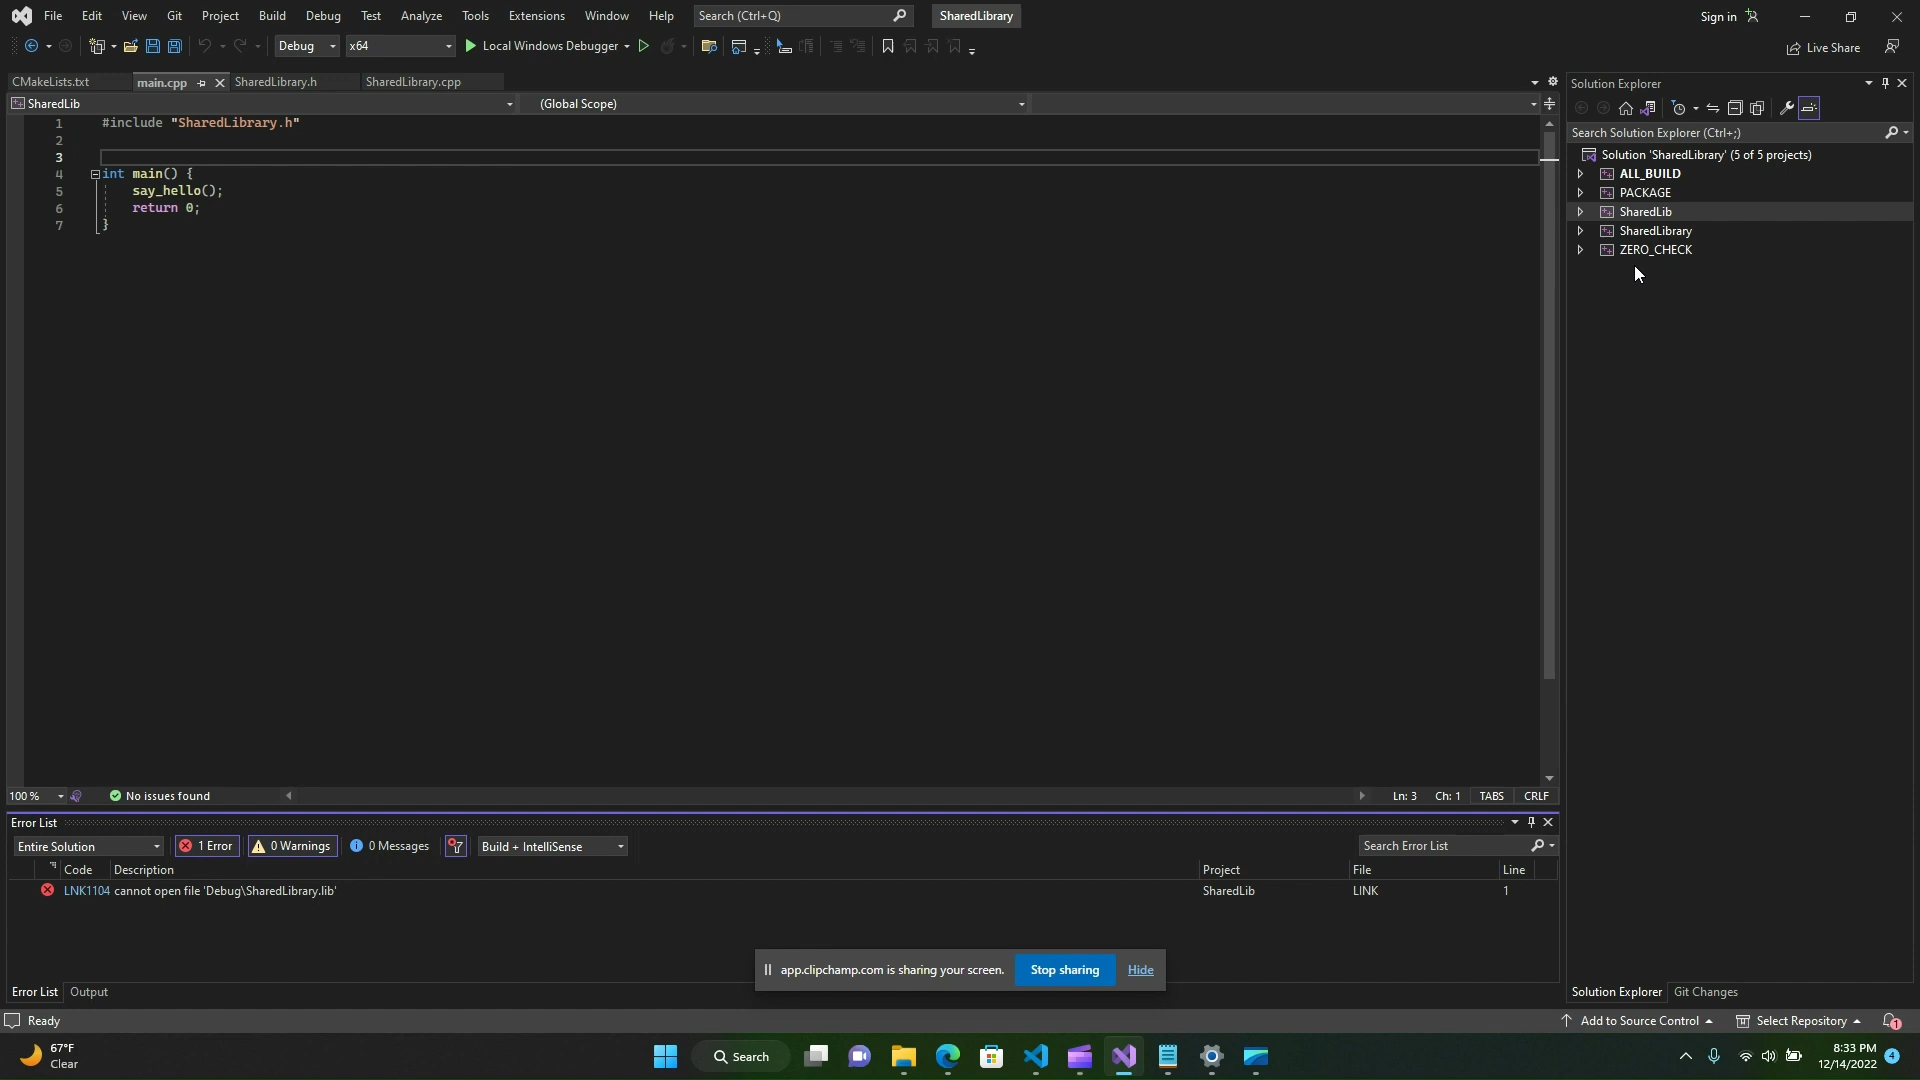 File Edit View Git Project Build Debug Test Analyze Tools Extensions Window Help Search (Ctrl+Q) SharedLibrary Sign in
Debug x64 Local Windows Debugger Live Share
CMakeLists.txt main.cpp SharedLibrary.h SharedLibrary.cpp
SharedLib (Global Scope)
1 #include "SharedLibrary.h"
2
3
4 int main() {
5 say_hello();
6 return 0;
7 }
100 % No issues found Ln: 3 Ch: 1 TABS CRLF
Solution Explorer
Search Solution Explorer (Ctrl+;)
Solution 'SharedLibrary' (5 of 5 projects)
ALL_BUILD
PACKAGE
SharedLib
SharedLibrary
ZERO_CHECK
Error List
Entire Solution 1 Error 0 Warnings 0 Messages Build + IntelliSense Search Error List
Code Description Project File Line
LNK1104 cannot open file 'Debug\SharedLibrary.lib' SharedLib LINK 1
app.clipchamp.com is sharing your screen. Stop sharing Hide
Error List Output
Solution Explorer Git Changes
Ready Add to Source Control Select Repository 1
67°F
Clear
Search
8:33 PM
12/14/2022
4